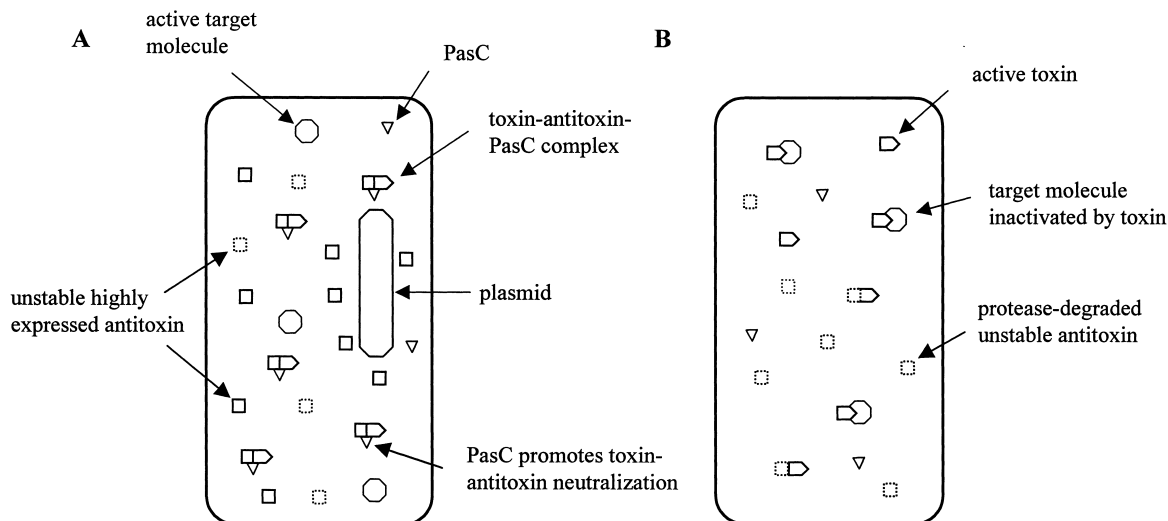 A
active target
molecule
PasC
toxin-antitoxin-
PasC complex
unstable highly
expressed antitoxin
plasmid
PasC promotes toxin-
antitoxin neutralization
B
active toxin
target molecule
inactivated by toxin
protease-degraded
unstable antitoxin